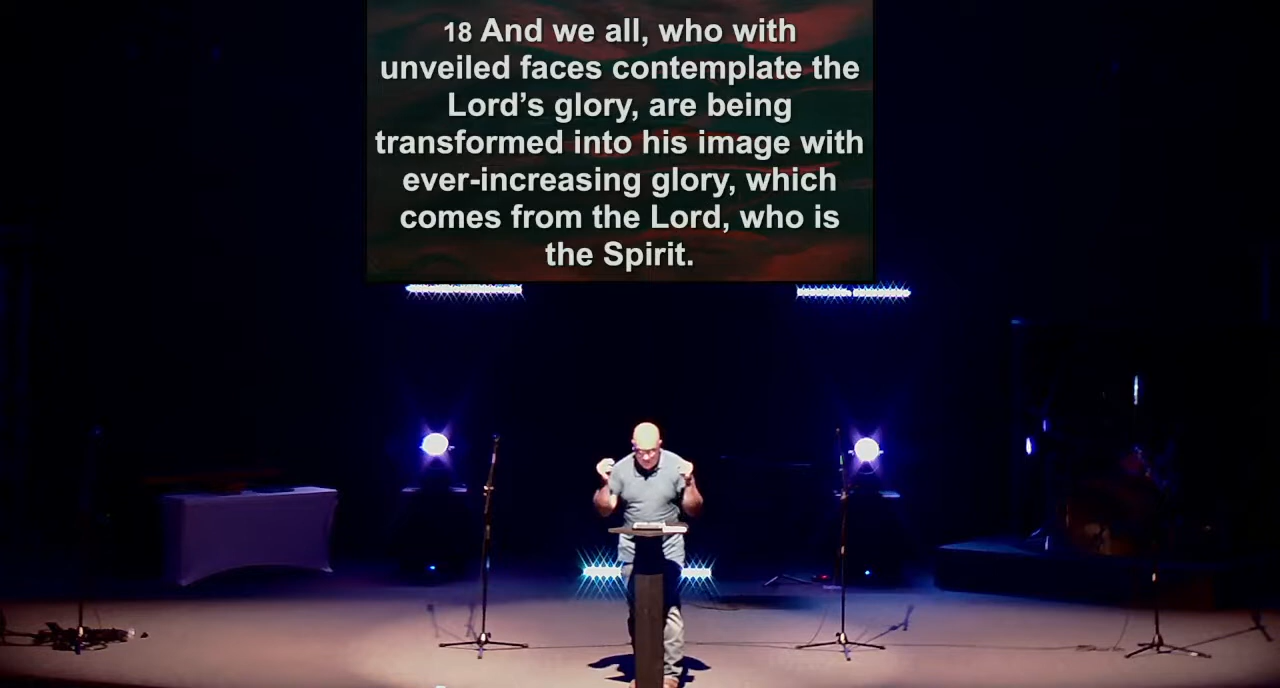 18 And we all, who with
unveiled faces contemplate the
Lord’s glory, are being
transformed into his image with
ever-increasing glory, which
comes from the Lord, who is
the Spirit.